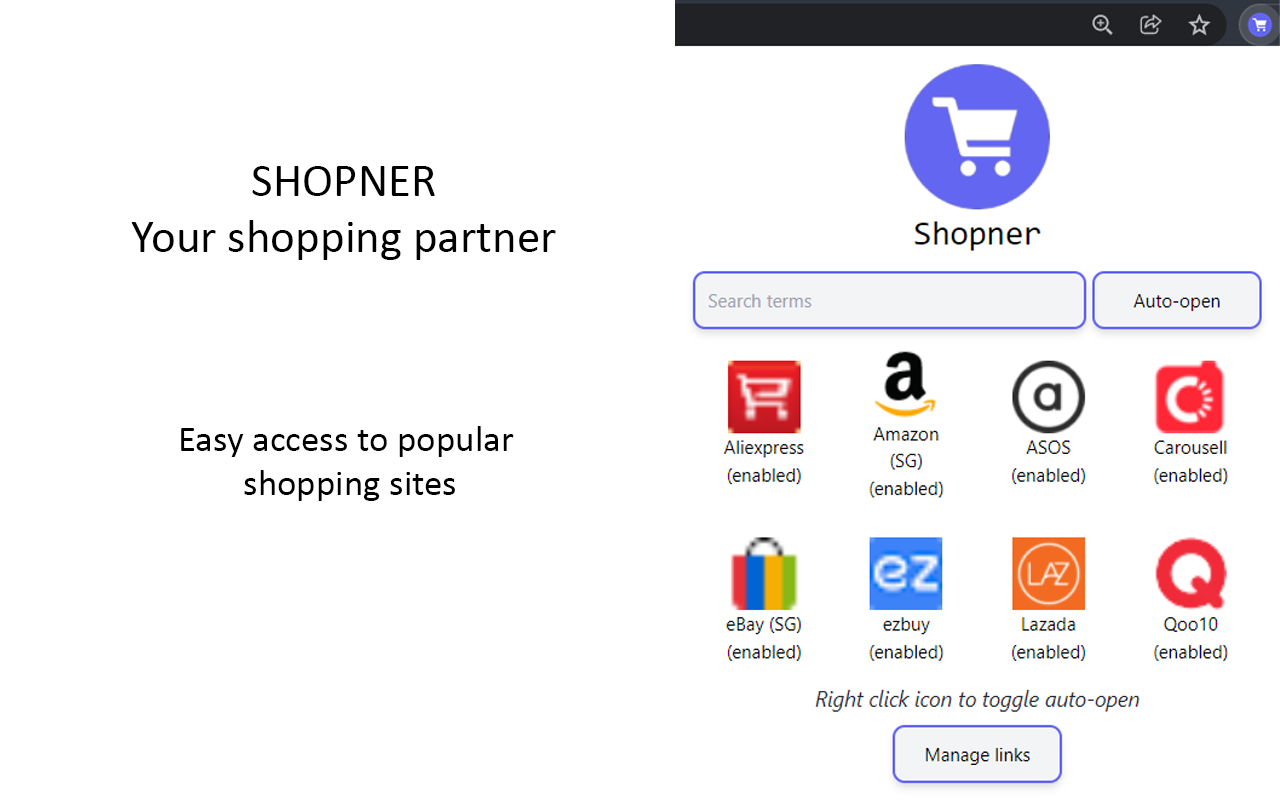 SHOPNER
Your shopping partner
Easy access to popular
shopping sites
Shopner
Search terms
Auto-open
Aliexpress
(enabled)
a
Amazon
(SG)
(enabled)
a
ASOS
(enabled)
Carousell
(enabled)
eBay (SG)
(enabled)
ez
ezbuy
(enabled)
LAZ
Lazada
(enabled)
Qoo10
(enabled)
Right click icon to toggle auto-open
Manage links